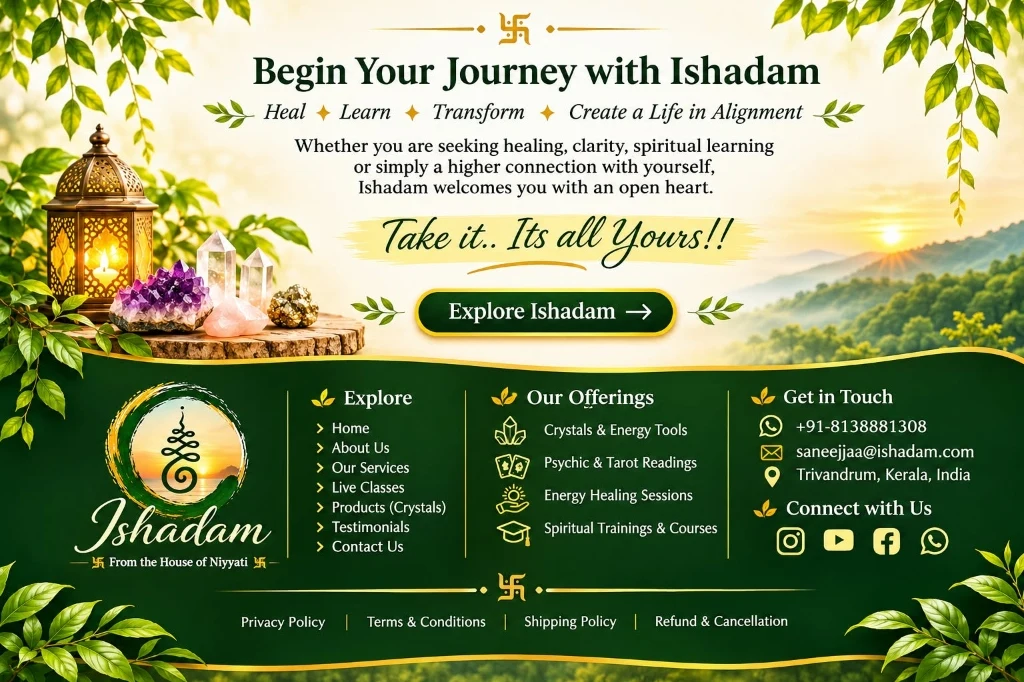 Begin Your Journey with Ishadam
Heal ✦ Learn ✦ Transform ✦ Create a Life in Alignment
Whether you are seeking healing, clarity, spiritual learning
or simply a higher connection with yourself,
Ishadam welcomes you with an open heart.
Take it.. Its all Yours!!
Explore Ishadam →
Ishadam
卐 From the House of Niyyati 卐
Explore
Home
About Us
Our Services
Live Classes
Products (Crystals)
Testimonials
Contact Us
Our Offerings
Crystals & Energy Tools
Psychic & Tarot Readings
Energy Healing Sessions
Spiritual Trainings & Courses
Get in Touch
+91-8138881308
saneejjaa@ishadam.com
Trivandrum, Kerala, India
Connect with Us
Privacy Policy | Terms & Conditions | Shipping Policy | Refund & Cancellation